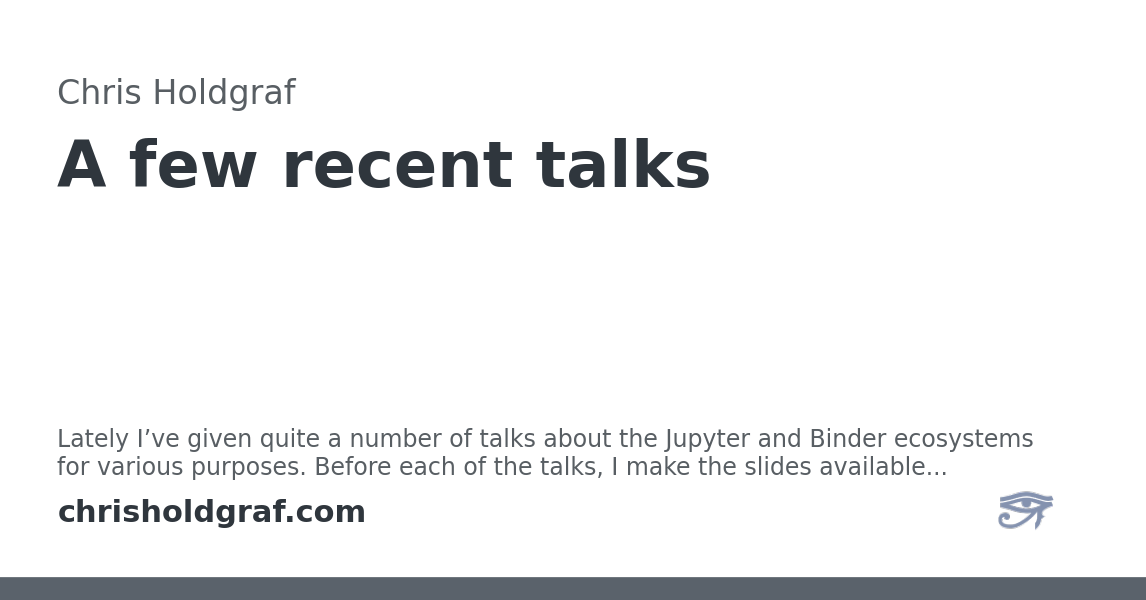 Chris Holdgraf
A few recent talks
Lately I’ve given quite a number of talks about the Jupyter and Binder ecosystems
for various purposes. Before each of the talks, I make the slides available...
chrisholdgraf.com